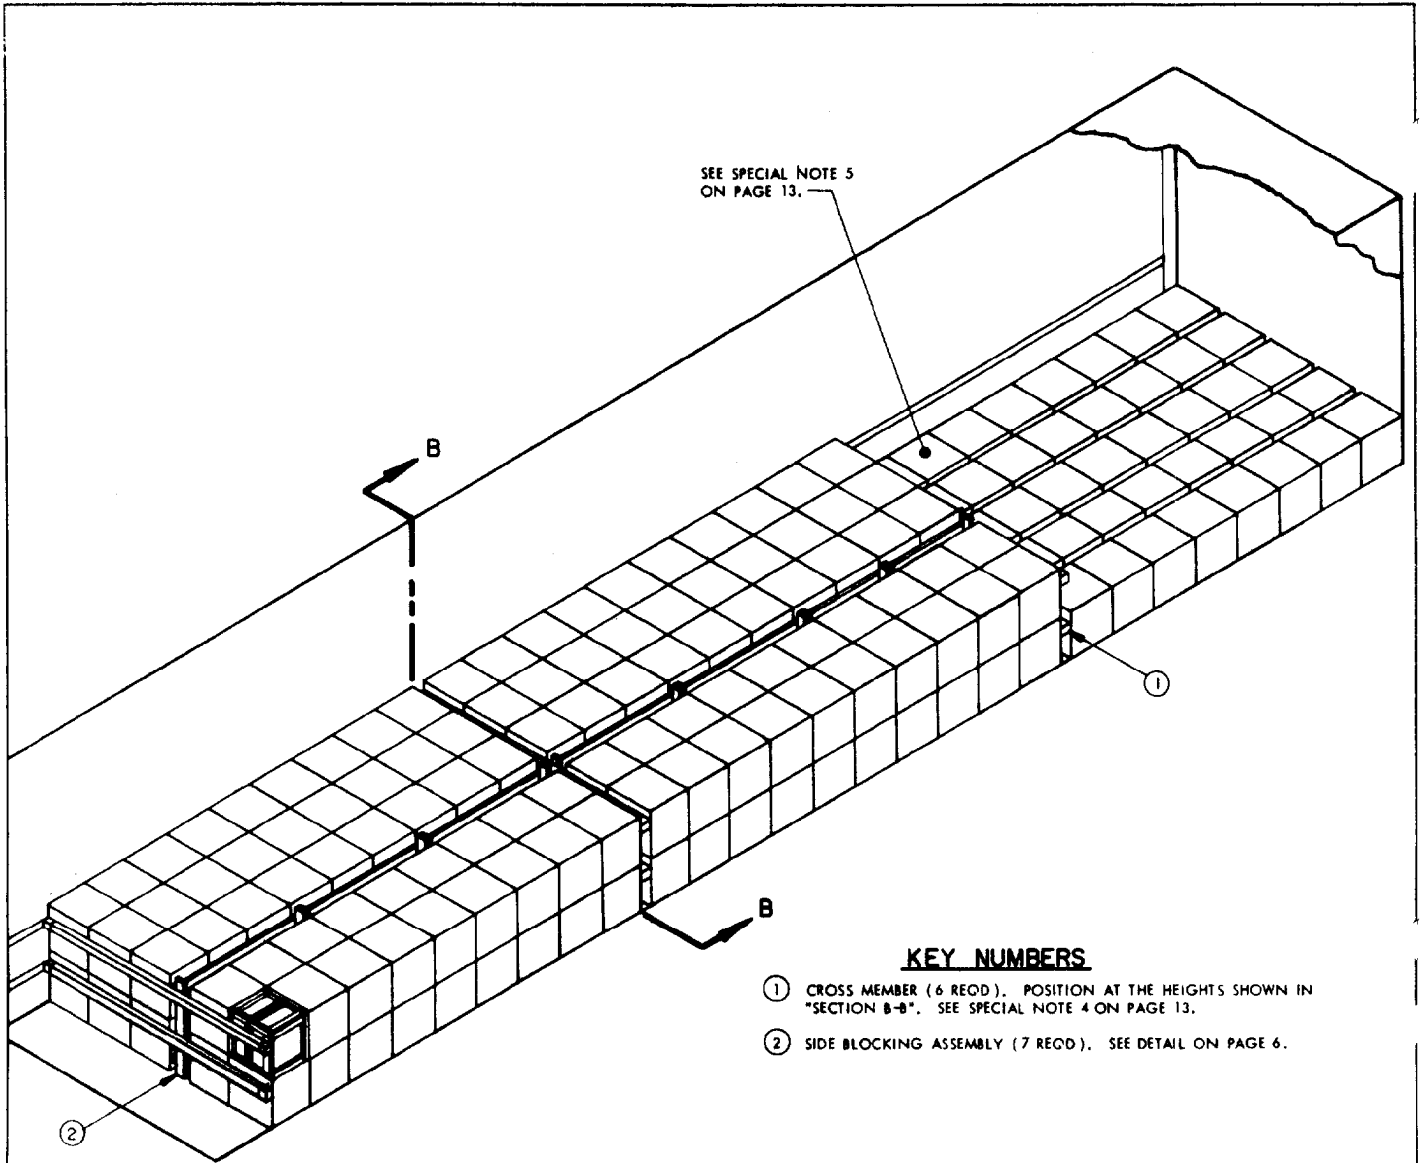 SEE SPECIAL NOTE 5
ON PAGE 13.
B
B
1
2
KEY NUMBERS
1 CROSS MEMBER (6 REQD). POSITION AT THE HEIGHTS SHOWN IN
"SECTION B-B". SEE SPECIAL NOTE 4 ON PAGE 13.
2 SIDE BLOCKING ASSEMBLY (7 REQD). SEE DETAIL ON PAGE 6.